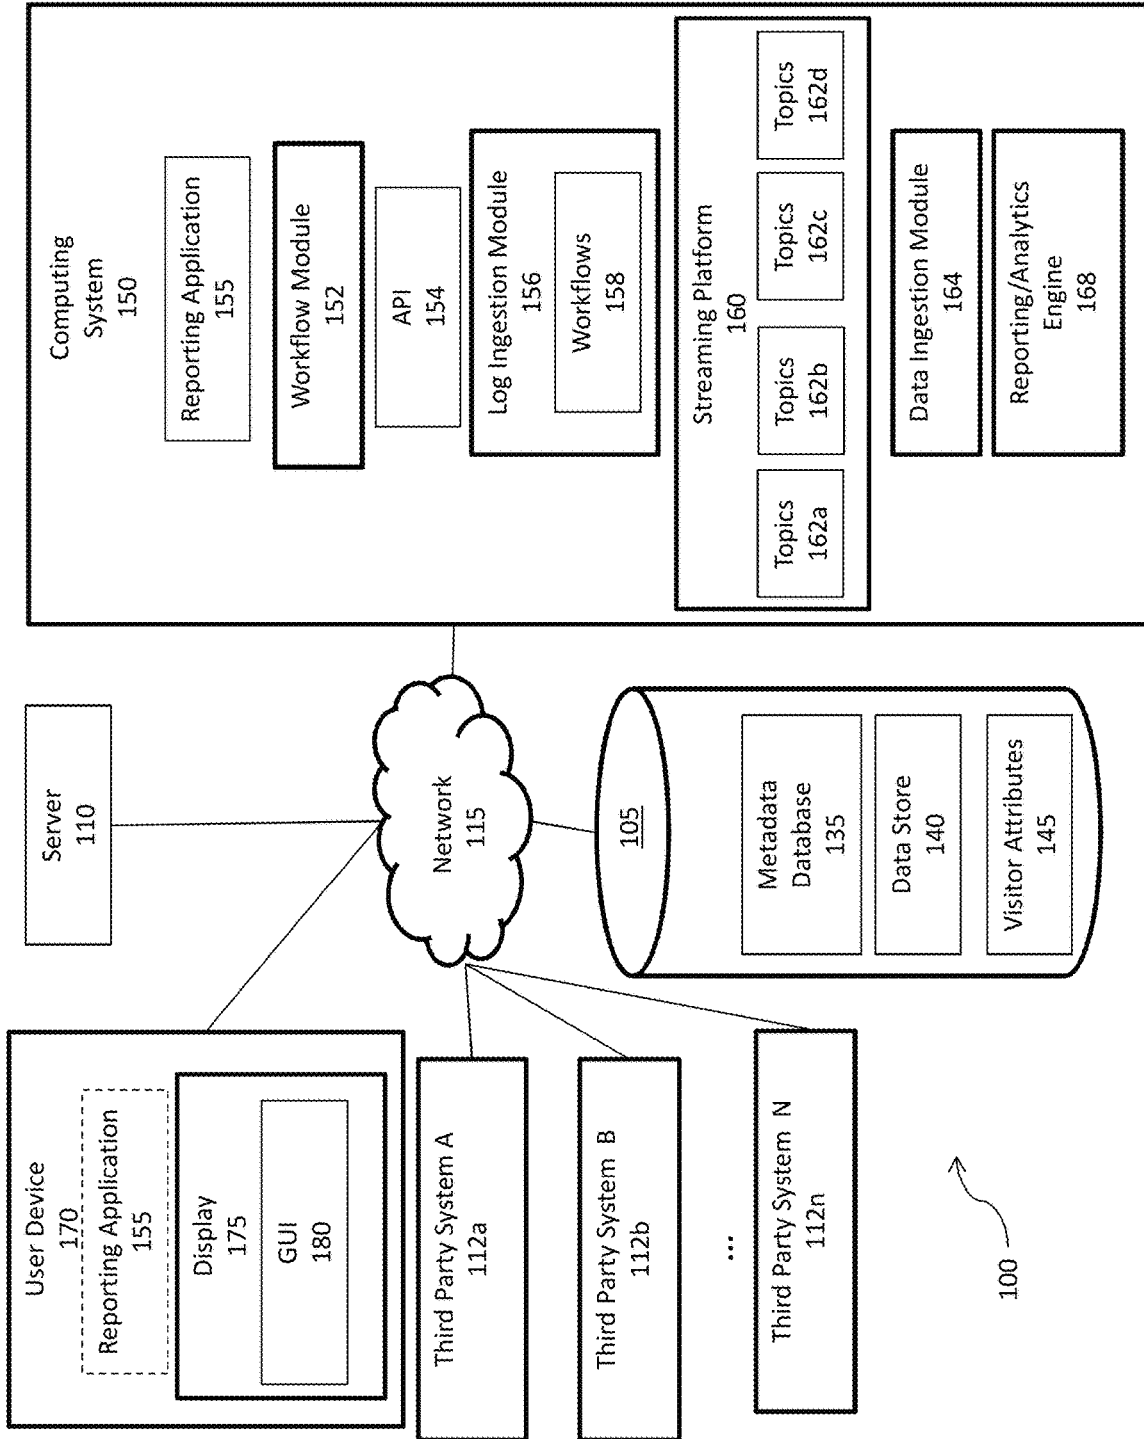 User Device
170
Reporting Application
155
Display
175
GUI
180
Third Party System A
112a
Third Party System B
112b
...
Third Party System N
112n
100
Server
110
Network
115
105
Metadata
Database
135
Data Store
140
Visitor Attributes
145
Computing
System
150
Reporting Application
155
Workflow Module
152
API
154
Log Ingestion Module
156
Workflows
158
Streaming Platform
160
Topics
162a
Topics
162b
Topics
162c
Topics
162d
Data Ingestion Module
164
Reporting/Analytics
Engine
168